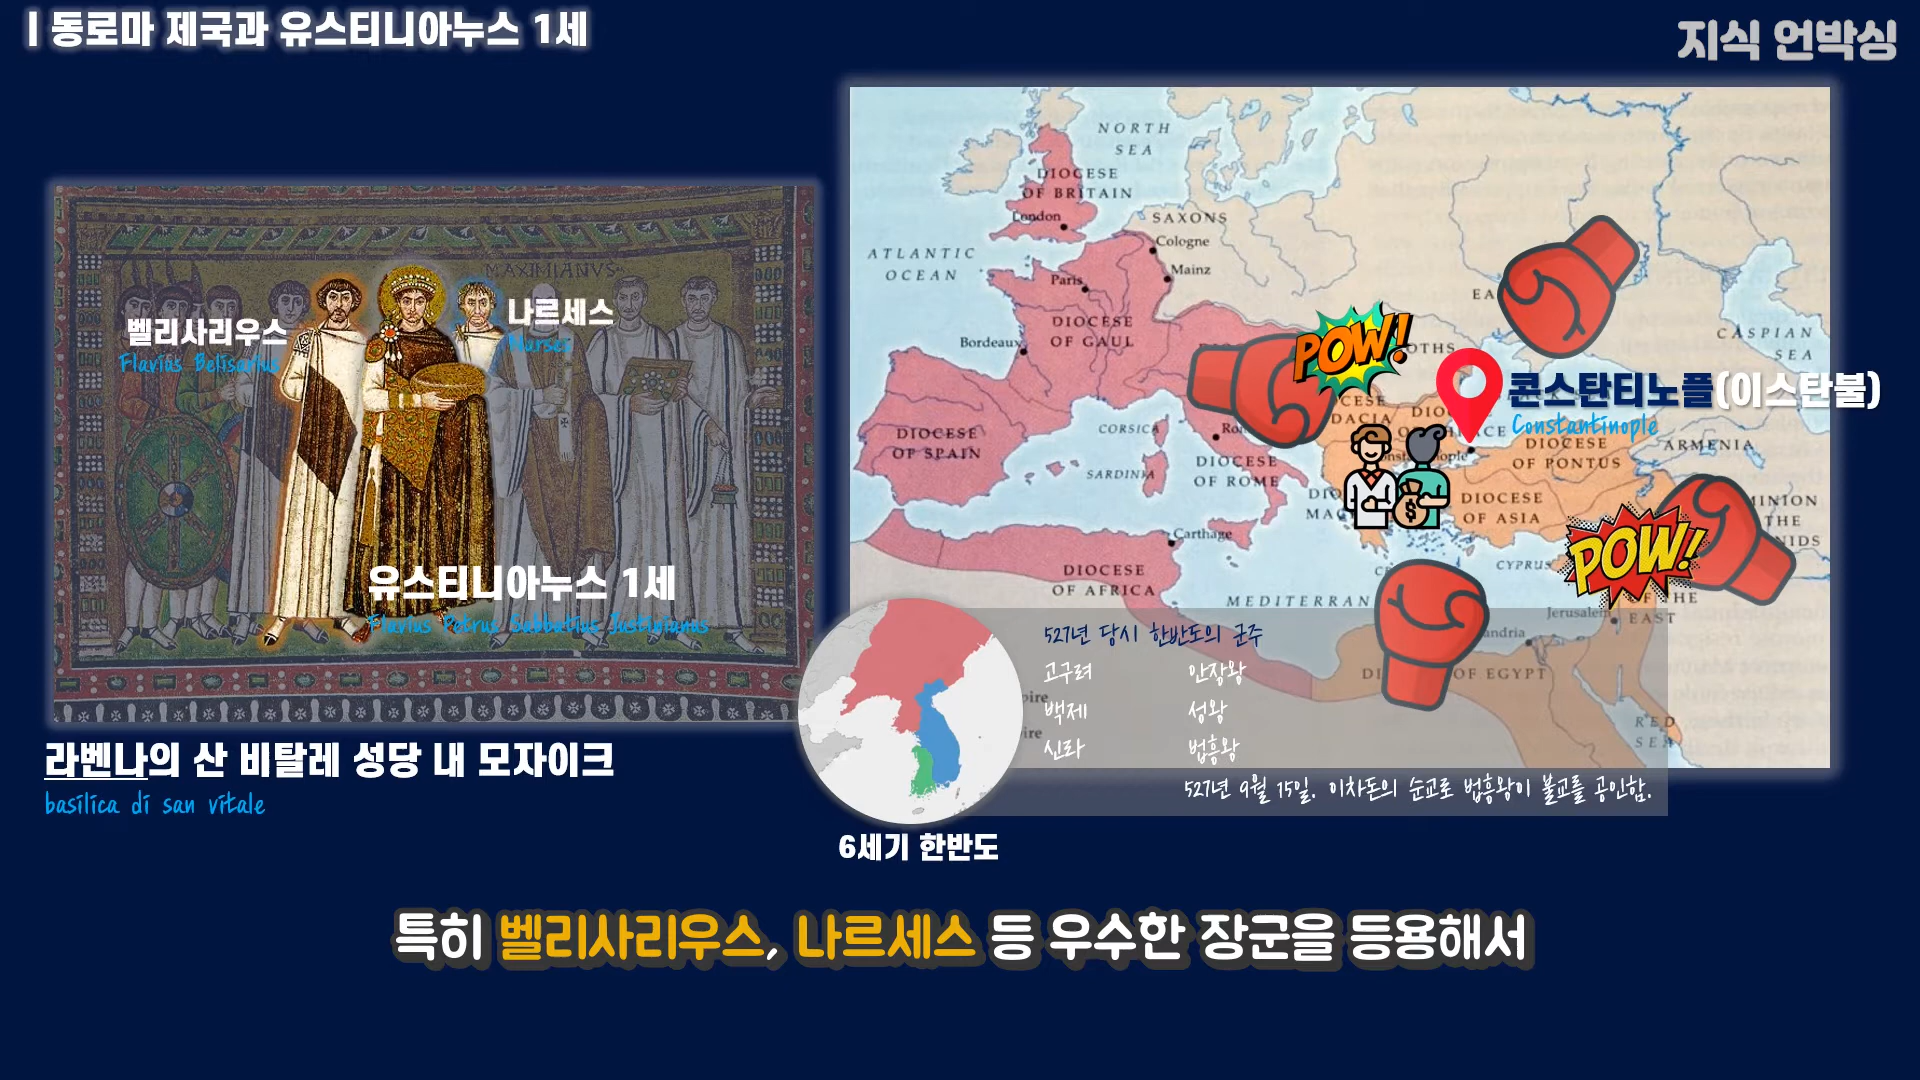 | 동로마 제국과 유스티니아누스 1세
지식 언박싱
MAXIMIANVS
벨리사리우스
Flavius Belisarius
나르세스
Narses
유스티니아누스 1세
Flavius Petrus Sabbatius Justinianus
라벤나의 산 비탈레 성당 내 모자이크
basilica di san vitale
NORTH
SEA
DIOCESE
OF BRITAIN
London
SAXONS
Cologne
Mainz
ATLANTIC
OCEAN
Paris
DIOCESE
OF GAUL
Bordeaux
POW!
POW!
CASPIAN
SEA
콘스탄티노플(이스탄불)
Constantinople
DIOCESE
OF SPAIN
CORSICA
SARDINIA
DIOCESE
OF ROME
DACIA
DIOCESE
OF PONTUS
ARMENIA
DIOCESE
OF ASIA
Carthage
DIOCESE
OF AFRICA
CYPRUS
MEDITERRAN
Jerusalem
EAST
OF EGYPT
RED
SEA
527년 당시 한반도의 군주
고구려 안장왕
백제 성왕
신라 법흥왕
527년 9월 15일. 이차돈의 순교로 법흥왕이 불교를 공인함.
6세기 한반도
특히 벨리사리우스, 나르세스 등 우수한 장군을 등용해서